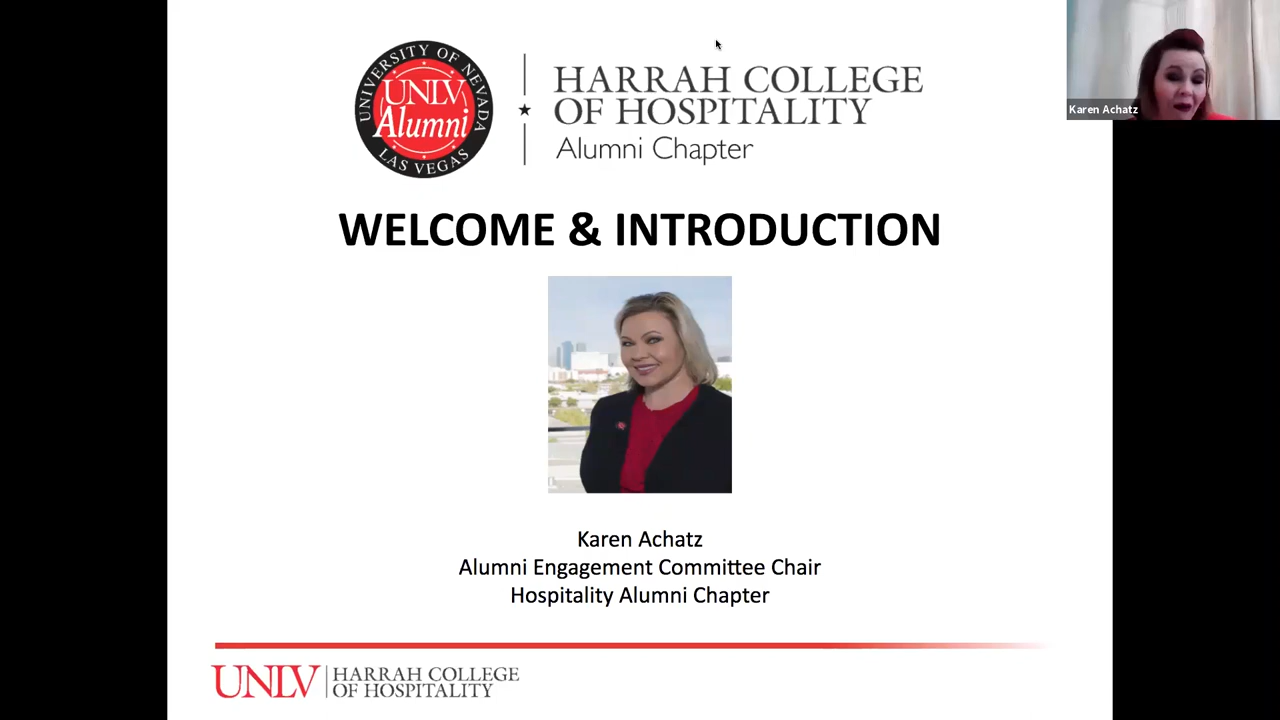 UNIVERSITY OF NEVADA
UNLV
Alumni
LAS VEGAS
HARRAH COLLEGE
OF HOSPITALITY
Alumni Chapter
Karen Achatz
WELCOME & INTRODUCTION
Karen Achatz
Alumni Engagement Committee Chair
Hospitality Alumni Chapter
UNLV
HARRAH COLLEGE
OF HOSPITALITY